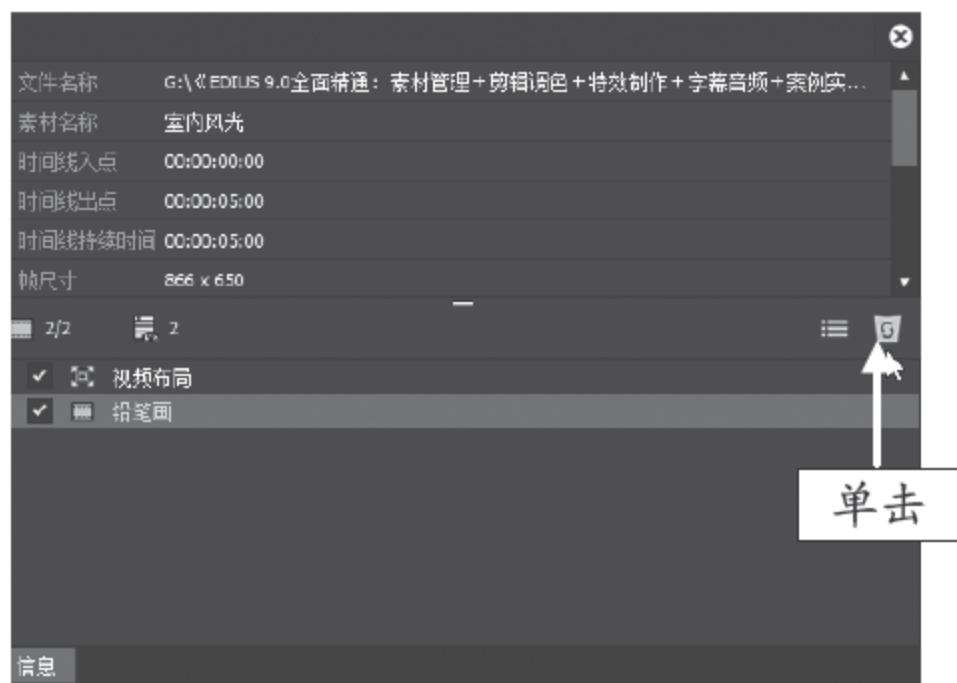 文件名称 G:\《EDIUS 9.0全面精通：素材管理+剪辑调色+特效制作+字幕音频+案例实...
素材名称 室内风光
时间线入点 00:00:00:00
时间线出点 00:00:05:00
时间线持续时间 00:00:05:00
帧尺寸 866 x 650
2/2 2
视频布局
铅笔画
单击
信息